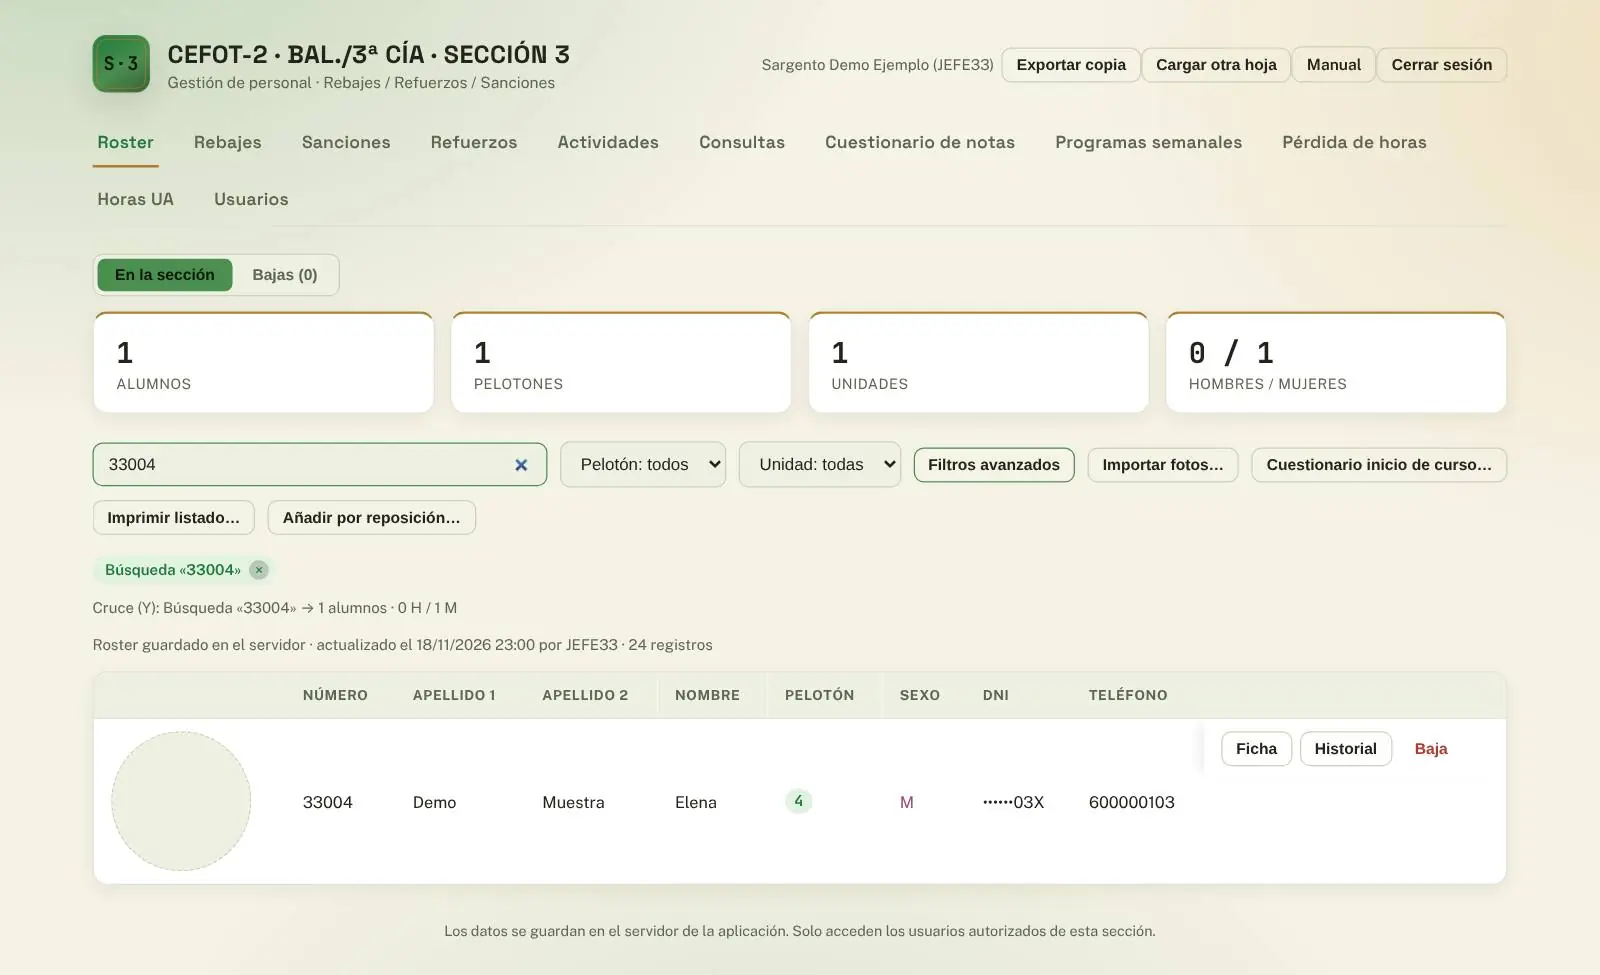 S·3
CEFOT-2 · BAL./3ª CÍA · SECCIÓN 3
Gestión de personal · Rebajes / Refuerzos / Sanciones
Sargento Demo Ejemplo (JEFE33)
Exportar copia
Cargar otra hoja
Manual
Cerrar sesión
Roster
Rebajes
Sanciones
Refuerzos
Actividades
Consultas
Cuestionario de notas
Programas semanales
Pérdida de horas
Horas UA
Usuarios
En la sección
Bajas (0)
1
ALUMNOS
1
PELOTONES
1
UNIDADES
0 / 1
HOMBRES / MUJERES
33004
Pelotón: todos
Unidad: todas
Filtros avanzados
Importar fotos...
Cuestionario inicio de curso...
Imprimir listado...
Añadir por reposición...
Búsqueda «33004» ×
Cruce (Y): Búsqueda «33004» → 1 alumnos · 0 H / 1 M
Roster guardado en el servidor · actualizado el 18/11/2026 23:00 por JEFE33 · 24 registros
NÚMERO APELLIDO 1 APELLIDO 2 NOMBRE PELOTÓN SEXO DNI TELÉFONO
Ficha Historial Baja
33004 Demo Muestra Elena 4 M ••••••03X 600000103
Los datos se guardan en el servidor de la aplicación. Solo acceden los usuarios autorizados de esta sección.